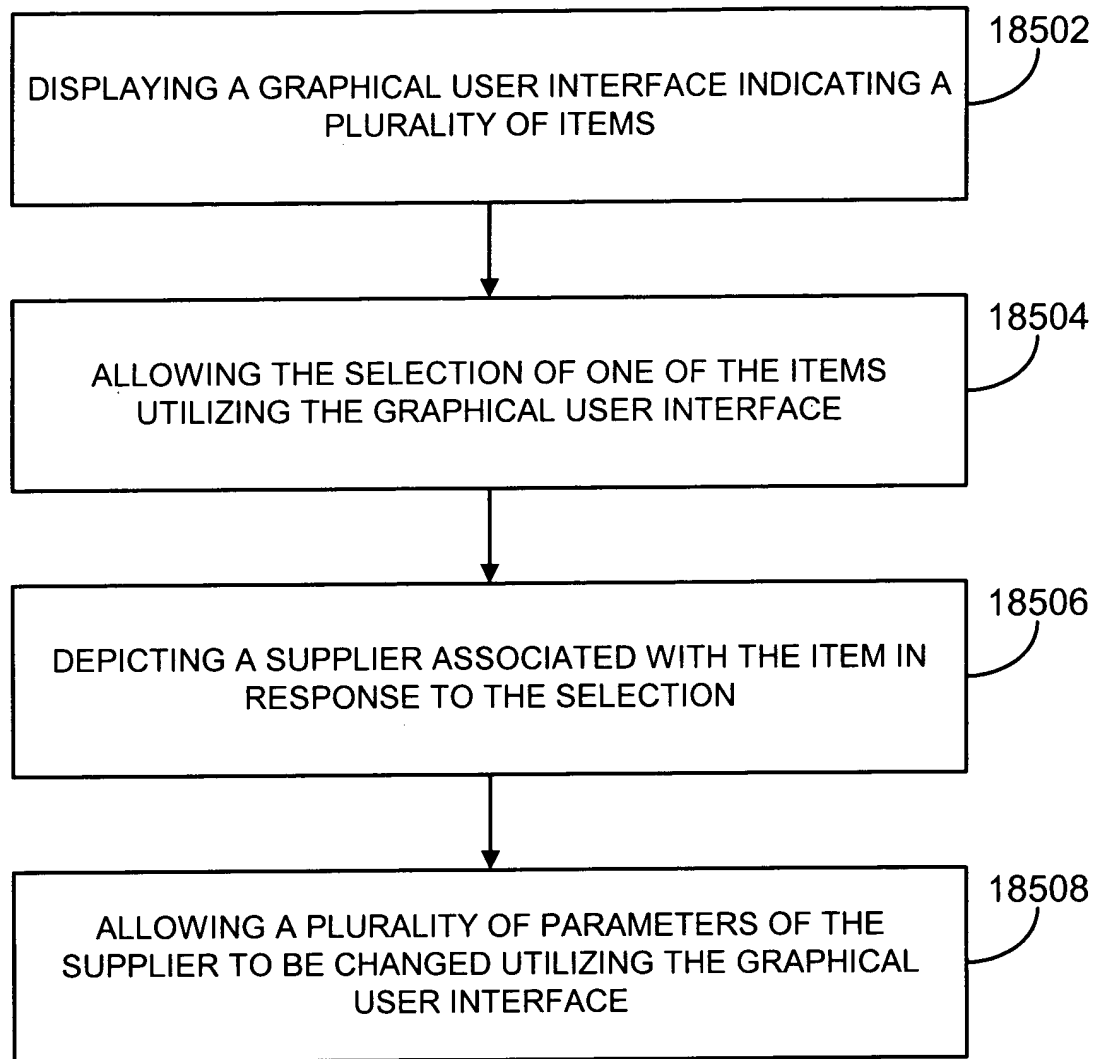 18502
DISPLAYING A GRAPHICAL USER INTERFACE INDICATING A
PLURALITY OF ITEMS
18504
ALLOWING THE SELECTION OF ONE OF THE ITEMS
UTILIZING THE GRAPHICAL USER INTERFACE
18506
DEPICTING A SUPPLIER ASSOCIATED WITH THE ITEM IN
RESPONSE TO THE SELECTION
18508
ALLOWING A PLURALITY OF PARAMETERS OF THE
SUPPLIER TO BE CHANGED UTILIZING THE GRAPHICAL
USER INTERFACE